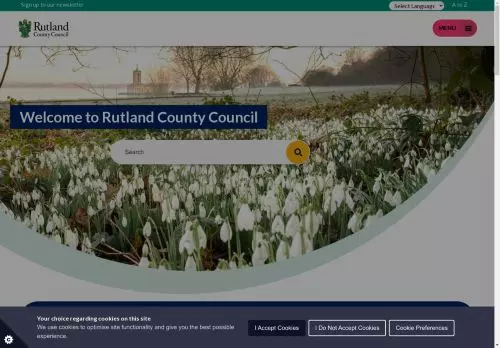 Sign up to our newsletter
Select Language
A to Z
Rutland
County Council
MENU
Welcome to Rutland County Council
Search
Your choice regarding cookies on this site
We use cookies to optimise site functionality and give you the best possible
experience.
I Accept Cookies
I Do Not Accept Cookies
Cookie Preferences